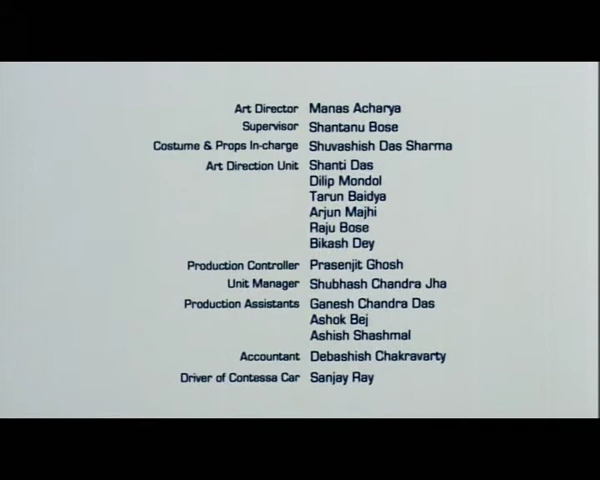 Art Director Manas Acharya
Supervisor Shantanu Bose
Costume & Props In-charge Shuvashish Das Sharma
Art Direction Unit Shanti Das
Dilip Mondol
Tarun Baidya
Arjun Majhi
Raju Bose
Bikash Dey
Production Controller Prasenjit Ghosh
Unit Manager Shubhash Chandra Jha
Production Assistants Ganesh Chandra Das
Ashok Bej
Ashish Shashmal
Accountant Debashish Chakravarty
Driver of Contessa Car Sanjay Ray